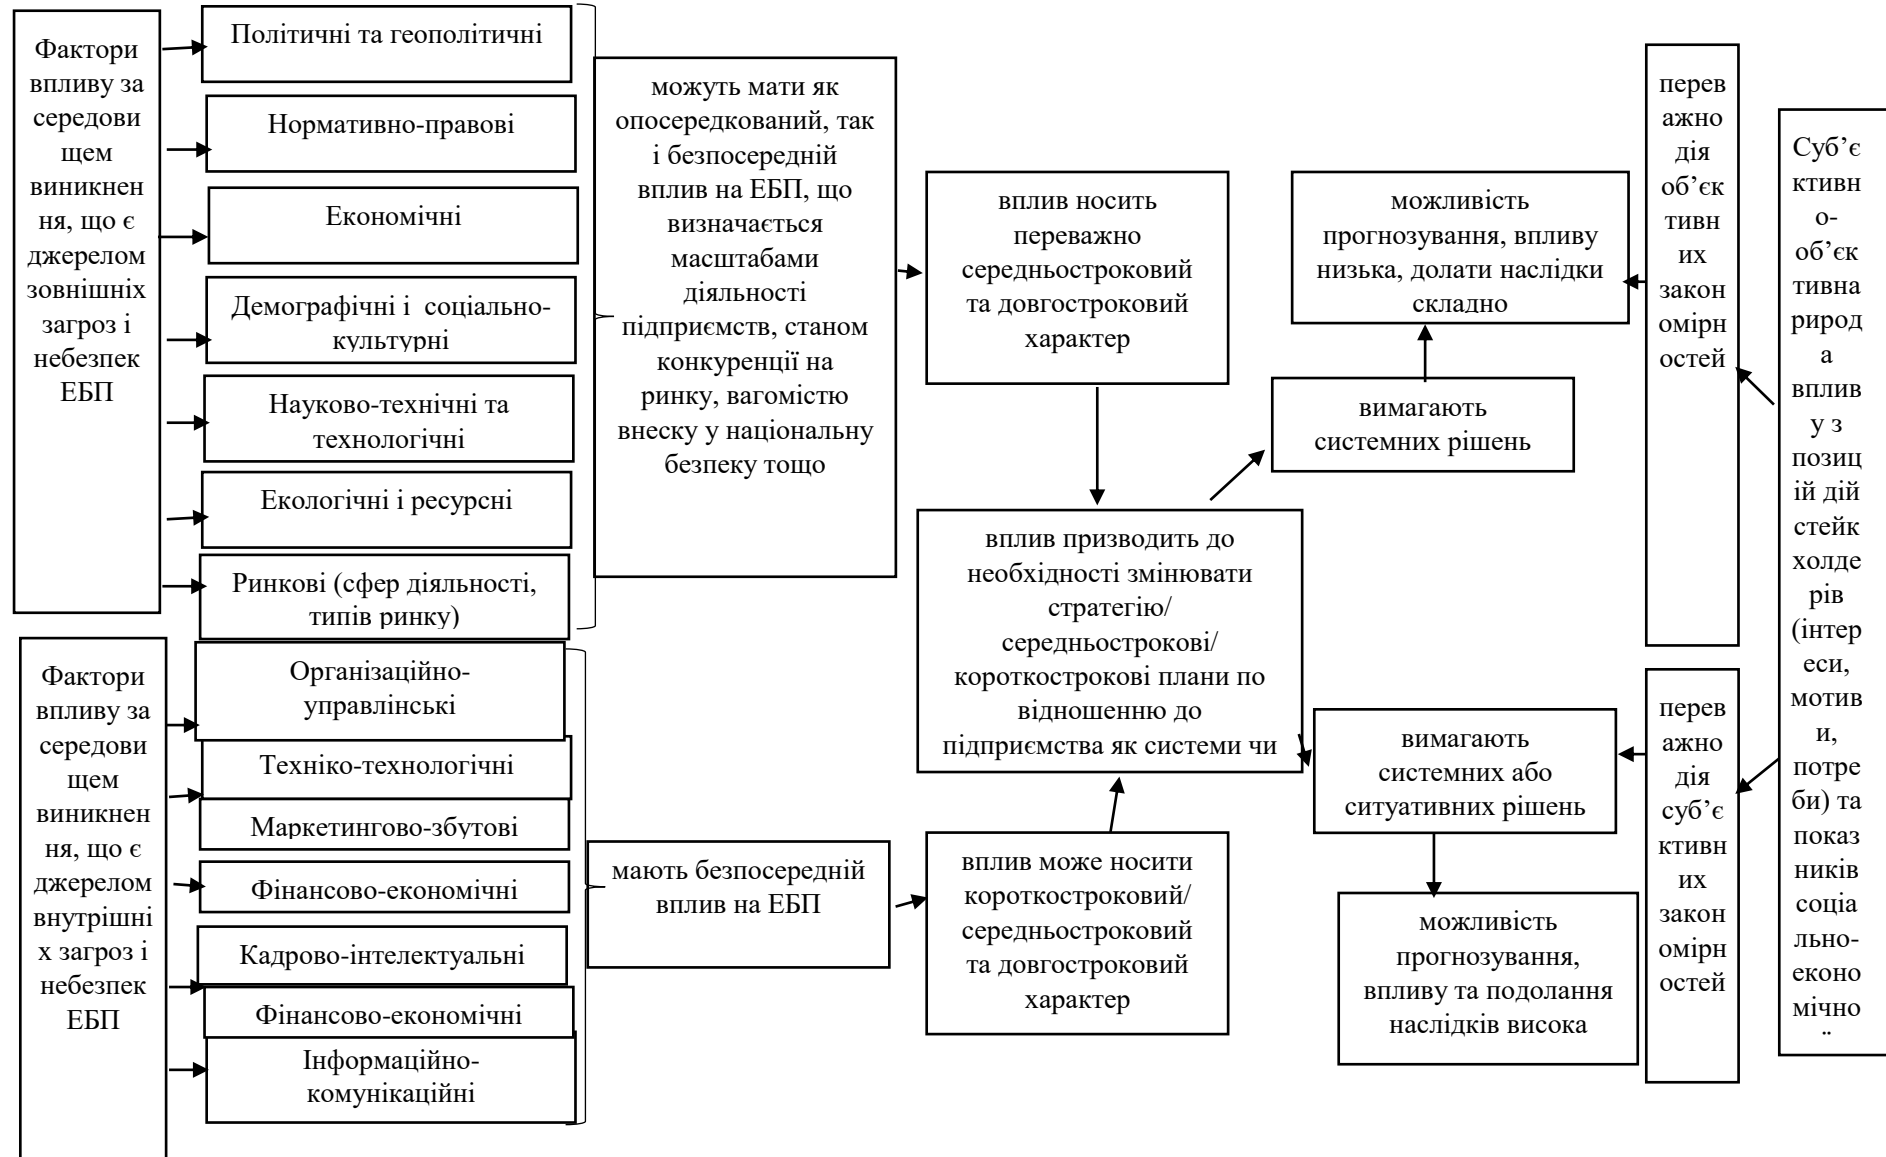 Фактори
впливу за
середови
щем
виникнен
ня, що є
джерелом
зовнішніх
загроз і
небезпек
ЕБП
Політичні та геополітичні
Нормативно-правові
Економічні
Демографічні і соціально-
культурні
Науково-технічні та
технологічні
Екологічні і ресурсні
Ринкові (сфер діяльності,
типів ринку)
можуть мати як
опосередкований, так
і безпосередній
вплив на ЕБП, що
визначається
масштабами
діяльності
підприємств, станом
конкуренції на
ринку, вагомістю
внеску у національну
безпеку тощо
вплив носить
переважно
середньостроковий
та довгостроковий
характер
можливість
прогнозування, впливу
низька, долати наслідки
складно
вимагають
системних рішень
перев
ажно
дія
об’єк
тивн
их
закон
омірн
остей
Суб’є
ктивн
о-
об’єк
тивна
рирод
а
вплив
у з
позиц
ій дій
стейк
холде
рів
(інтер
еси,
мотив
и,
потре
би) та
показ
ників
соціа
льно-
еконо
мічно
ї
вплив призводить до
необхідності змінювати
стратегію/
середньострокові/
короткострокові плани по
відношенню до
підприємства як системи чи
Фактори
впливу за
середови
щем
виникнен
ня, що є
джерелом
внутрішні
х загроз і
небезпек
ЕБП
Організаційно-
управлінські
Техніко-технологічні
Маркетингово-збутові
Фінансово-економічні
Кадрово-інтелектуальні
Фінансово-економічні
Інформаційно-
комунікаційні
мають безпосередній
вплив на ЕБП
вплив може носити
короткостроковий/
середньостроковий
та довгостроковий
характер
вимагають
системних або
ситуативних рішень
можливість
прогнозування,
впливу та подолання
наслідків висока
перев
ажно
дія
суб’є
ктивн
их
закон
омірн
остей